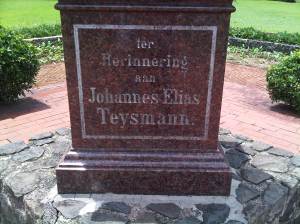 ter
Herinnering
aan
Johannes Elias
Teysmann.